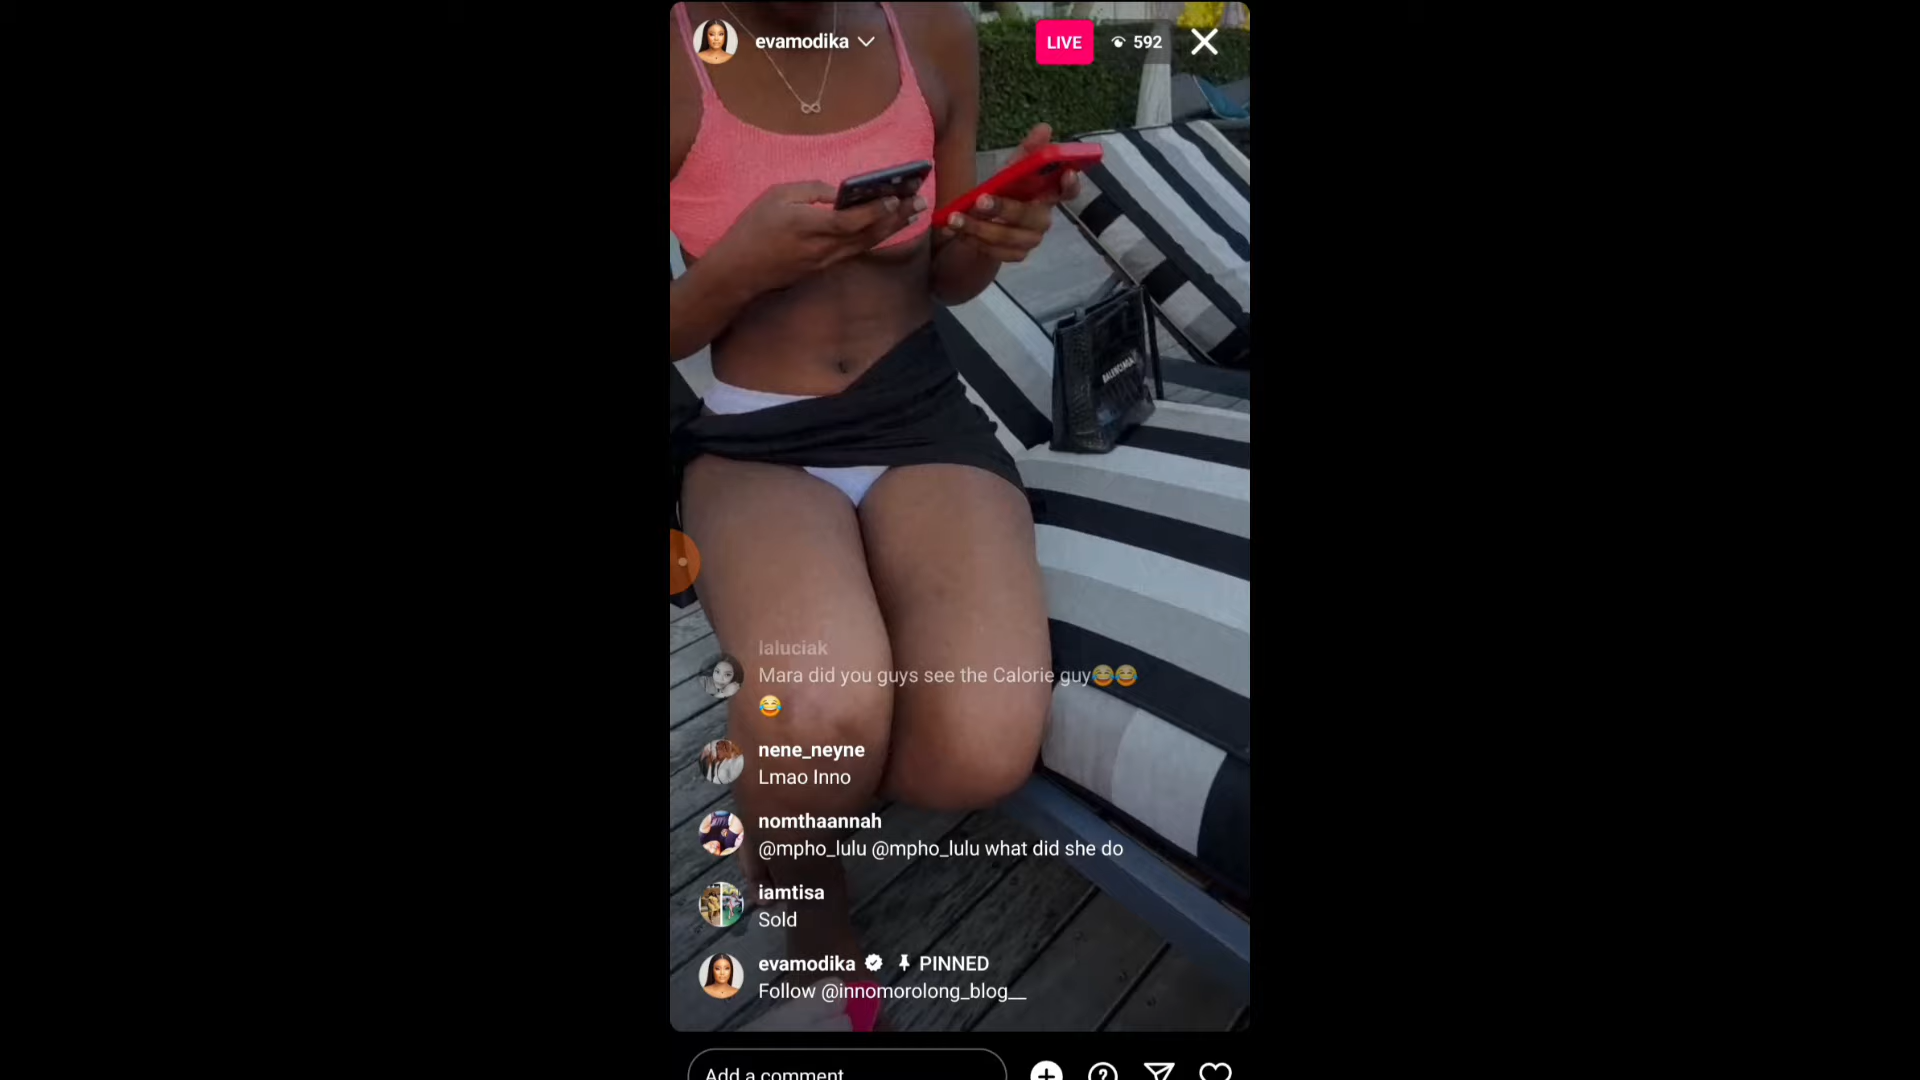 evamodika
LIVE
592
BALENCIAGA
laluciak
Mara did you guys see the Calorie guy😂😂
😂
nene_neyne
Lmao Inno
nomthaannah
@mpho_lulu @mpho_lulu what did she do
iamtisa
Sold
evamodika PINNED
Follow @innomorolong_blog__
Add a comment